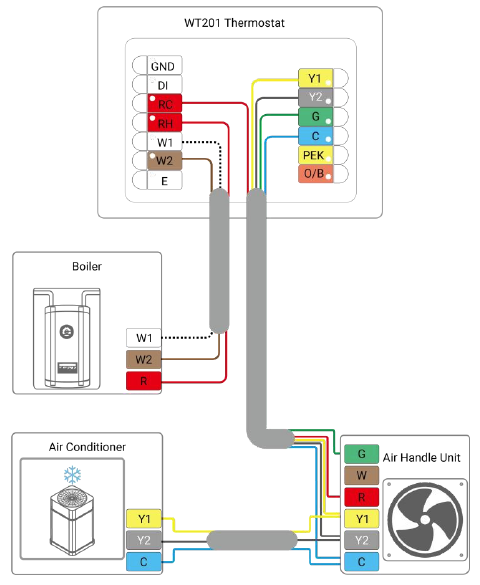 WT201 Thermostat
GND
DI
RC
RH
W1
W2
E
Y1
Y2
G
C
PEK
O/B
Boiler
W1
W2
R
Air Conditioner
Y1
Y2
C
Air Handle Unit
G
W
R
Y1
Y2
C